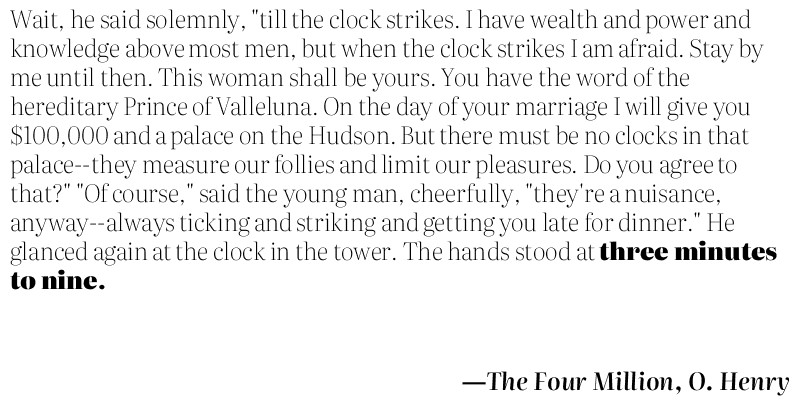 Wait, he said solemnly, "till the clock strikes. I have wealth and power and
knowledge above most men, but when the clock strikes I am afraid. Stay by
me until then. This woman shall be yours. You have the word of the
hereditary Prince of Valleluna. On the day of your marriage I will give you
$100,000 and a palace on the Hudson. But there must be no clocks in that
palace--they measure our follies and limit our pleasures. Do you agree to
that?" "Of course," said the young man, cheerfully, "they're a nuisance,
anyway--always ticking and striking and getting you late for dinner." He
glanced again at the clock in the tower. The hands stood at three minutes
to nine.
—The Four Million, O. Henry